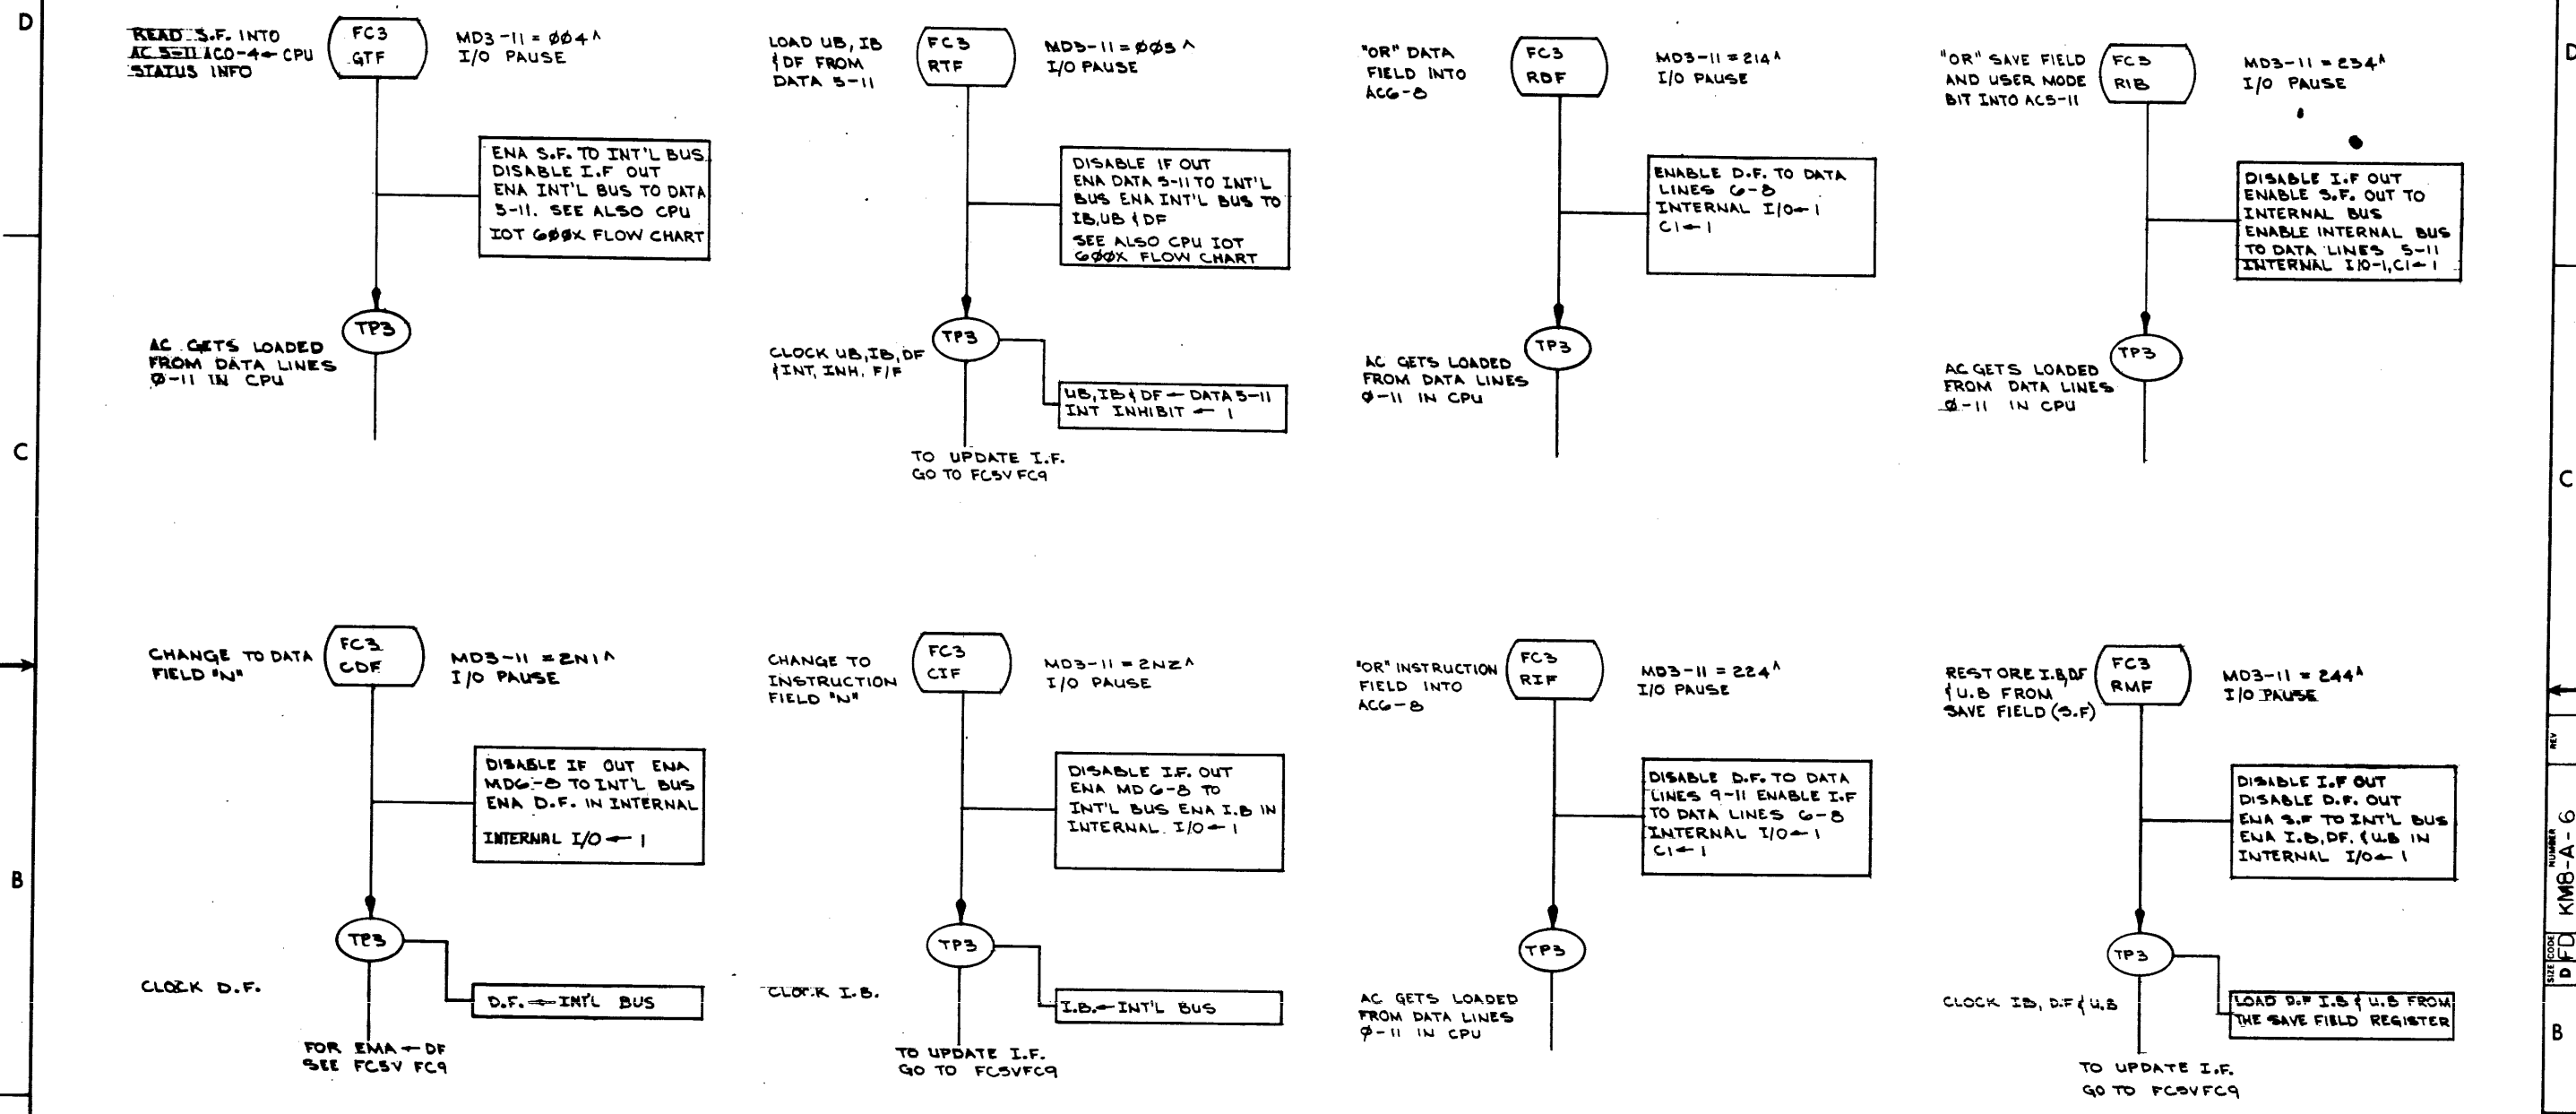 D
READ S.F. INTO
AC 5-11 AC0-4← CPU
STATUS INFO
FC3
GTF
MD3-11 = ØØ4 ^
I/O PAUSE
ENA S.F. TO INT'L BUS
DISABLE I.F OUT
ENA INT'L BUS TO DATA
5-11. SEE ALSO CPU
IOT 6ØØX FLOW CHART
TP3
AC GETS LOADED
FROM DATA LINES
Ø-11 IN CPU
LOAD UB, IB
& DF FROM
DATA 5-11
FC3
RTF
MD3-11 = ØØ5 ^
I/O PAUSE
DISABLE IF OUT
ENA DATA 5-11 TO INT'L
BUS ENA INT'L BUS TO
IB, UB & DF
SEE ALSO CPU IOT
6ØØX FLOW CHART
TP3
CLOCK UB, IB, DF
& INT, INH. F/F
UB, IB & DF ← DATA 5-11
INT INHIBIT ← 1
TO UPDATE I.F.
GO TO FC5V FC9
"OR" DATA
FIELD INTO
AC6-8
FC3
RDF
MD3-11 = 214 ^
I/O PAUSE
ENABLE D.F. TO DATA
LINES 6-8
INTERNAL I/O← 1
C1← 1
TP3
AC GETS LOADED
FROM DATA LINES
Ø-11 IN CPU
"OR" SAVE FIELD
AND USER MODE
BIT INTO AC5-11
FC3
RIB
MD3-11 = 234 ^
I/O PAUSE
DISABLE I.F OUT
ENABLE S.F. OUT TO
INTERNAL BUS
ENABLE INTERNAL BUS
TO DATA LINES 5-11
INTERNAL I/O-1, C1← 1
TP3
AC GETS LOADED
FROM DATA LINES
Ø-11 IN CPU
D
C
C
CHANGE TO DATA
FIELD "N"
FC3
CDF
MD3-11 = 2N1 ^
I/O PAUSE
DISABLE IF OUT ENA
MD6-8 TO INT'L BUS
ENA D.F. IN INTERNAL
INTERNAL I/O ← 1
TP3
CLOCK D.F.
D.F. ← INT'L BUS
FOR EMA ← DF
SEE FC5V FC9
CHANGE TO
INSTRUCTION
FIELD "N"
FC3
CIF
MD3-11 = 2N2 ^
I/O PAUSE
DISABLE I.F. OUT
ENA MD 6-8 TO
INT'L BUS ENA I.B IN
INTERNAL. I/O← 1
TP3
CLOCK I.B.
I.B.← INT'L BUS
TO UPDATE I.F.
GO TO FC5VFC9
"OR" INSTRUCTION
FIELD INTO
AC6-8
FC3
RIF
MD3-11 = 224 ^
I/O PAUSE
DISABLE D.F. TO DATA
LINES 9-11 ENABLE I.F
TO DATA LINES 6-8
INTERNAL I/O← 1
C1← 1
TP3
AC GETS LOADED
FROM DATA LINES
Ø-11 IN CPU
RESTORE I.B, DF
& U.B FROM
SAVE FIELD (S.F)
FC3
RMF
MD3-11 = 244 ^
I/O PAUSE
DISABLE I.F OUT
DISABLE D.F. OUT
ENA S.F TO INT'L BUS
ENA I.B, DF, & U.B IN
INTERNAL I/O← 1
TP3
CLOCK IB, D.F & U.B
LOAD D.F I.B & U.B FROM
THE SAVE FIELD REGISTER
TO UPDATE I.F.
GO TO FC5VFC9
B
B
REV
NUMBER
KM8-A-6
SIZE CODE
D FD